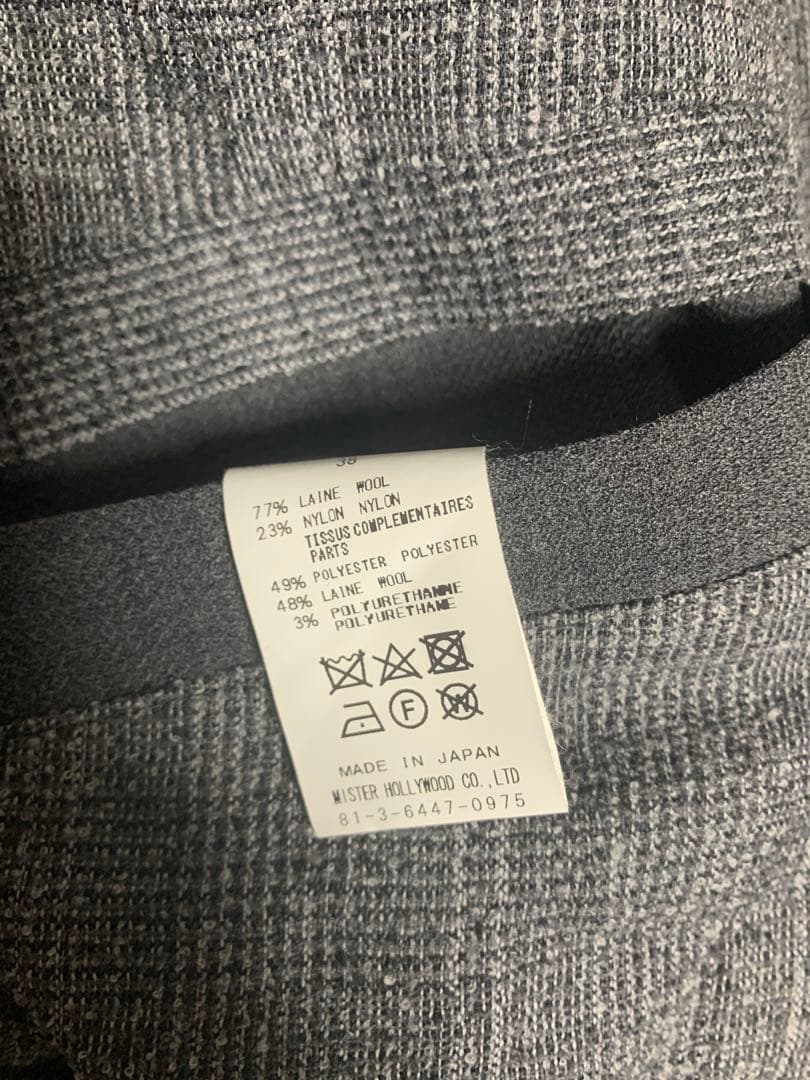 38
77% LAINE WOOL
23% NYLON NYLON
TISSUS COMPLEMENTAIRES
PARTS
49% POLYESTER POLYESTER
48% LAINE WOOL
3% POLYURETHANNE
POLYURETHANE
F
W
MADE IN JAPAN
MISTER HOLLYWOOD CO.,LTD
81-3-6447-0975